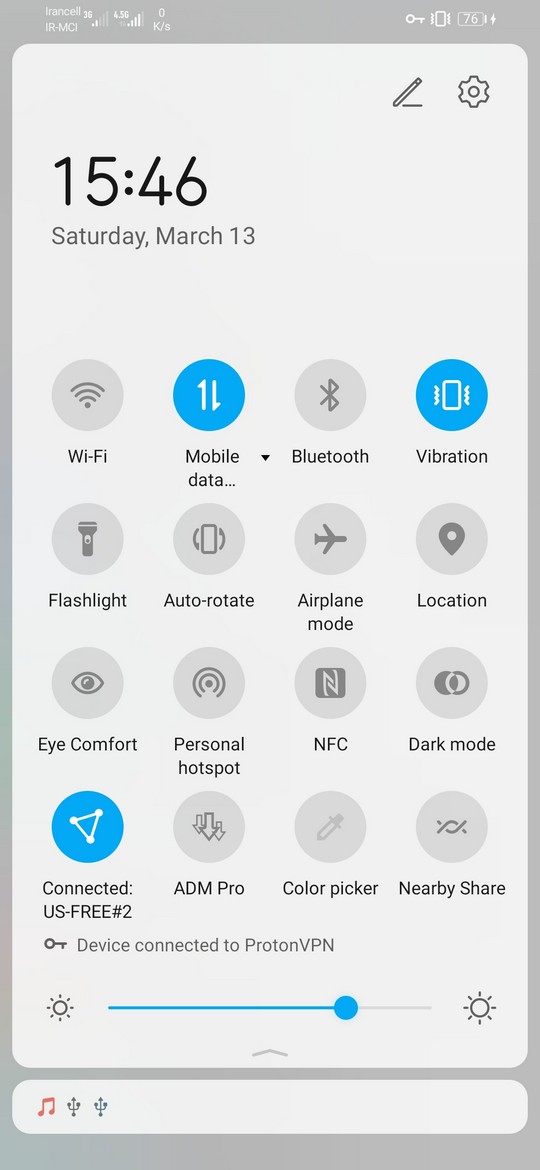 Irancell 3G 4.5G 0
IR-MCI K/s 76
15:46
Saturday, March 13
Wi-Fi
Mobile
data...
Bluetooth
Vibration
Flashlight
Auto-rotate
Airplane
mode
Location
Eye Comfort
Personal
hotspot
NFC
Dark mode
Connected:
US-FREE#2
ADM Pro
Color picker
Nearby Share
Device connected to ProtonVPN